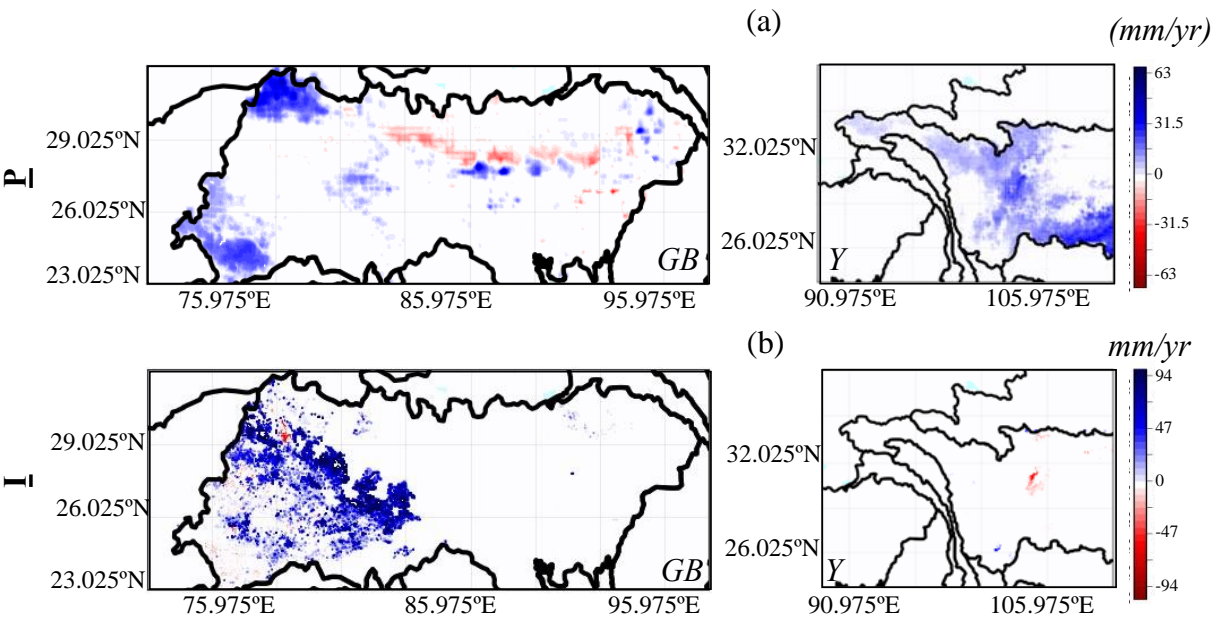 (a)
(mm/yr)
P
29.025ºN
26.025ºN
23.025ºN
GB
75.975ºE
85.975ºE
95.975ºE
32.025ºN
26.025ºN
Y
90.975ºE
105.975ºE
63
31.5
0
-31.5
-63
(b)
mm/yr
I
29.025ºN
26.025ºN
23.025ºN
GB
75.975ºE
85.975ºE
95.975ºE
32.025ºN
26.025ºN
Y
90.975ºE
105.975ºE
94
47
0
-47
-94